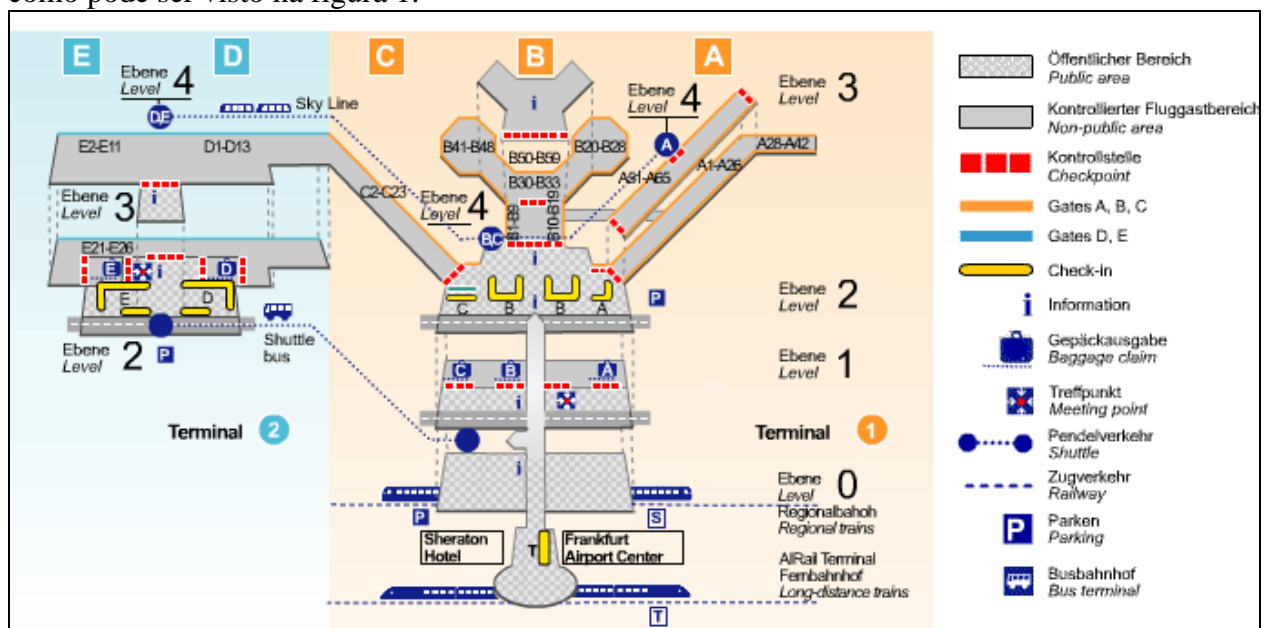 como pode ser visto na figura 1.
E
D
C
B
A
Ebene
Level 4
D,E
Sky Line
Ebene
Level 4
A
Ebene
Level 3
E2-E11
D1-D13
i
B41-B48
B50-B59
B20-B28
A28-A42
B30-B33
A31-A65
A1-A26
C2-C23
Ebene
Level 3
i
Ebene
Level 4
B,C
B1-B9
B10-B19
E21-E26
E
i
D
i
E
D
C
B
i
B
A
P
Ebene
Level 2
Shuttle
bus
Ebene
Level 2
P
C
B
A
i
Ebene
Level 1
Terminal 2
Terminal 1
i
Ebene
Level 0
P
S
Regionalbahoh
Regional trains
Sheraton
Hotel
T
Frankfurt
Airport Center
AIRail Terminal
Fernbahnhof
Long-distance trains
T
Öffentlicher Bereich
Public area
Kontrollierter Fluggastbereich
Non-public area
Kontrollstelle
Checkpoint
Gates A, B, C
Gates D, E
Check-in
i
Information
Gepäckausgabe
Baggage claim
Treffpunkt
Meeting point
Pendelverkehr
Shuttle
Zugverkehr
Railway
P
Parken
Parking
Busbahnhof
Bus terminal